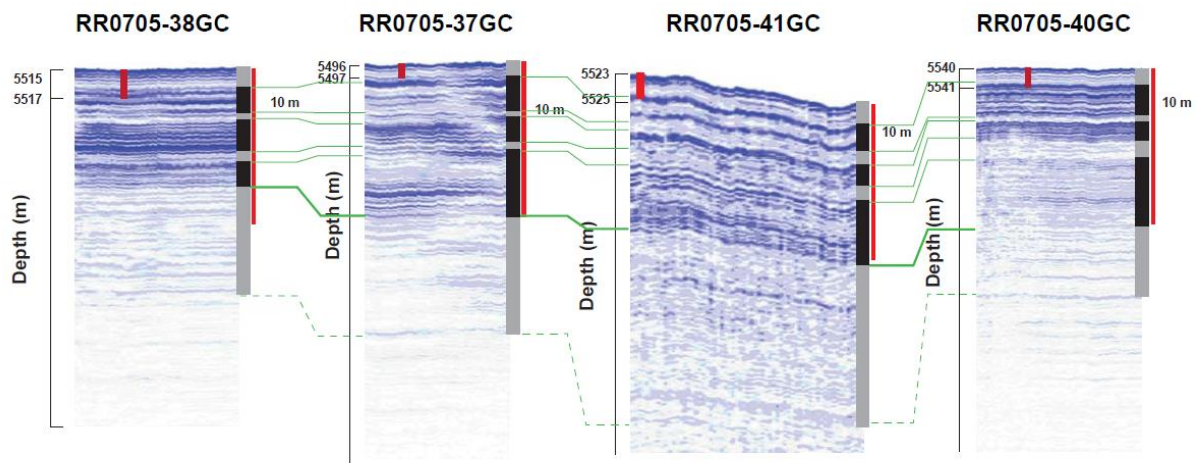 RR0705-38GC
RR0705-37GC
RR0705-41GC
RR0705-40GC
5515
5517
10 m
Depth (m)
5496
5497
10 m
Depth (m)
5523
5525
10 m
Depth (m)
5540
5541
10 m
Depth (m)